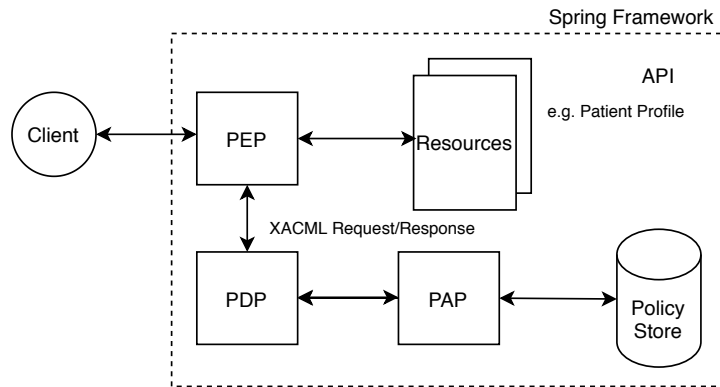 Spring Framework
API
e.g. Patient Profile
Client
PEP
Resources
XACML Request/Response
PDP
PAP
Policy
Store